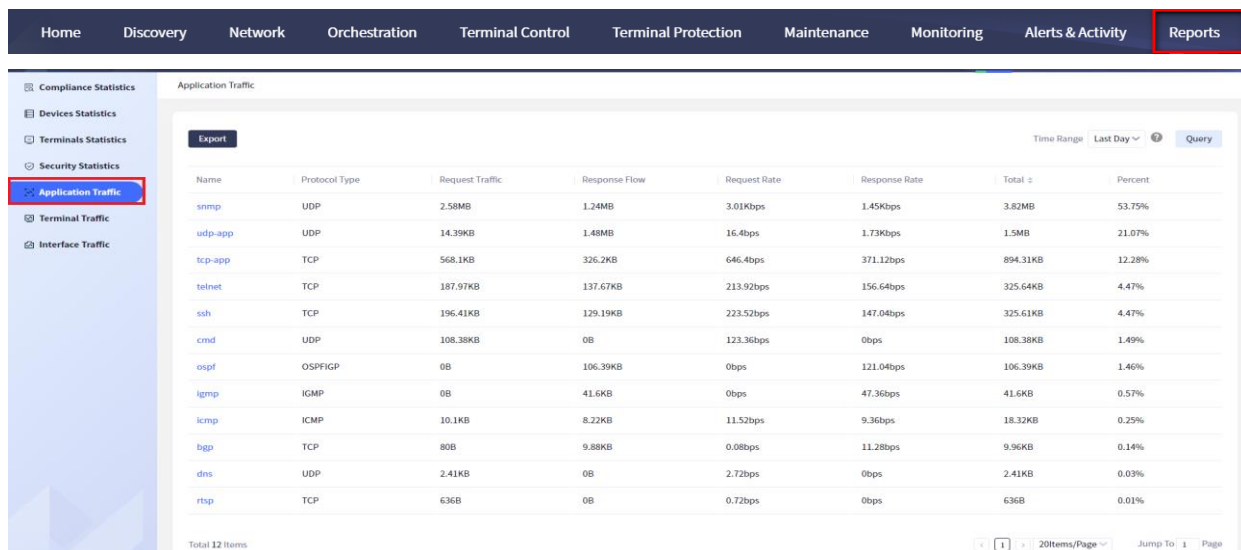 Home Discovery Network Orchestration Terminal Control Terminal Protection Maintenance Monitoring Alerts & Activity Reports
Compliance Statistics
Devices Statistics
Terminals Statistics
Security Statistics
Application Traffic
Terminal Traffic
Interface Traffic
Application Traffic
Export Time Range Last Day ? Query
Name Protocol Type Request Traffic Response Flow Request Rate Response Rate Total Percent
snmp UDP 2.58MB 1.24MB 3.01Kbps 1.45Kbps 3.82MB 53.75%
udp-app UDP 14.39KB 1.48MB 16.4bps 1.73Kbps 1.5MB 21.07%
tcp-app TCP 568.1KB 326.2KB 646.4bps 371.12bps 894.31KB 12.28%
telnet TCP 187.97KB 137.67KB 213.92bps 156.64bps 325.64KB 4.47%
ssh TCP 196.41KB 129.19KB 223.52bps 147.04bps 325.61KB 4.47%
cmd UDP 108.38KB 0B 123.36bps 0bps 108.38KB 1.49%
ospf OSPFIGP 0B 106.39KB 0bps 121.04bps 106.39KB 1.46%
igmp IGMP 0B 41.6KB 0bps 47.36bps 41.6KB 0.57%
icmp ICMP 10.1KB 8.22KB 11.52bps 9.36bps 18.32KB 0.25%
bgp TCP 80B 9.88KB 0.08bps 11.28bps 9.96KB 0.14%
dns UDP 2.41KB 0B 2.72bps 0bps 2.41KB 0.03%
rtsp TCP 636B 0B 0.72bps 0bps 636B 0.01%
Total 12 Items < 1 > 20Items/Page Jump To 1 Page